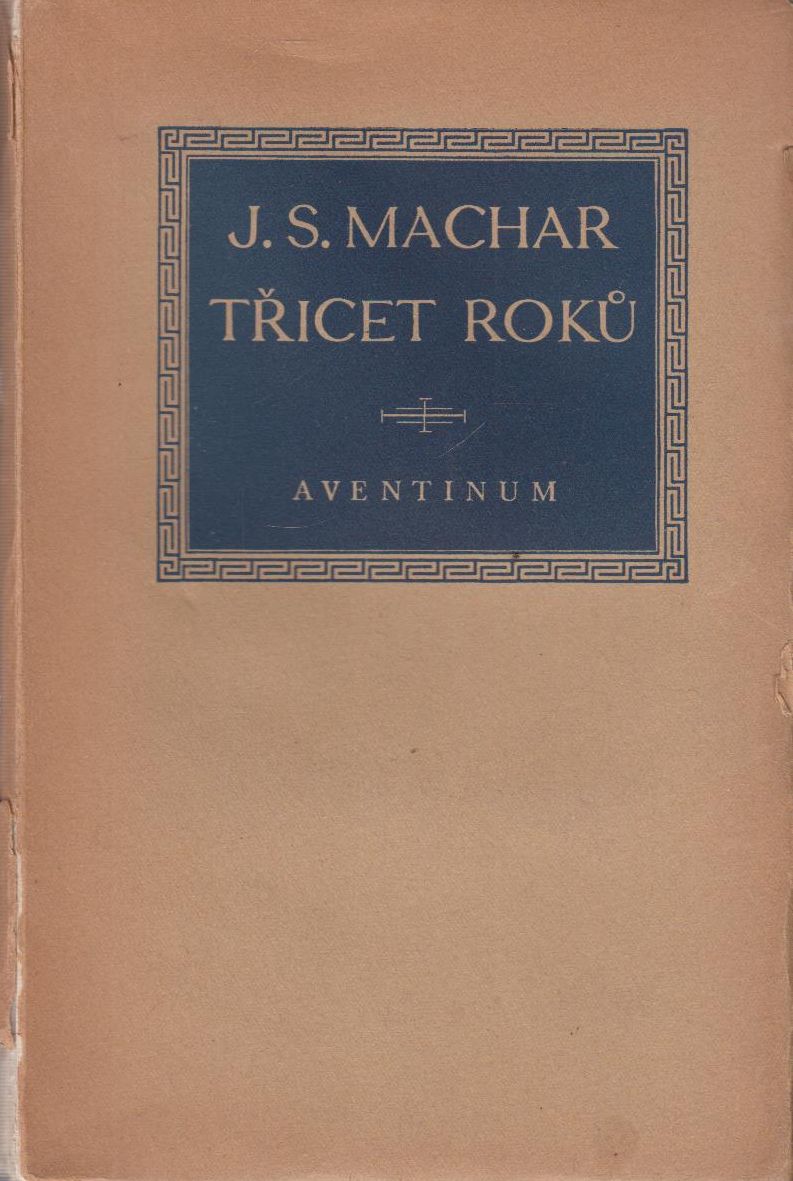 J. S. MACHAR
TŘICET ROKŮ
AVENTINUM